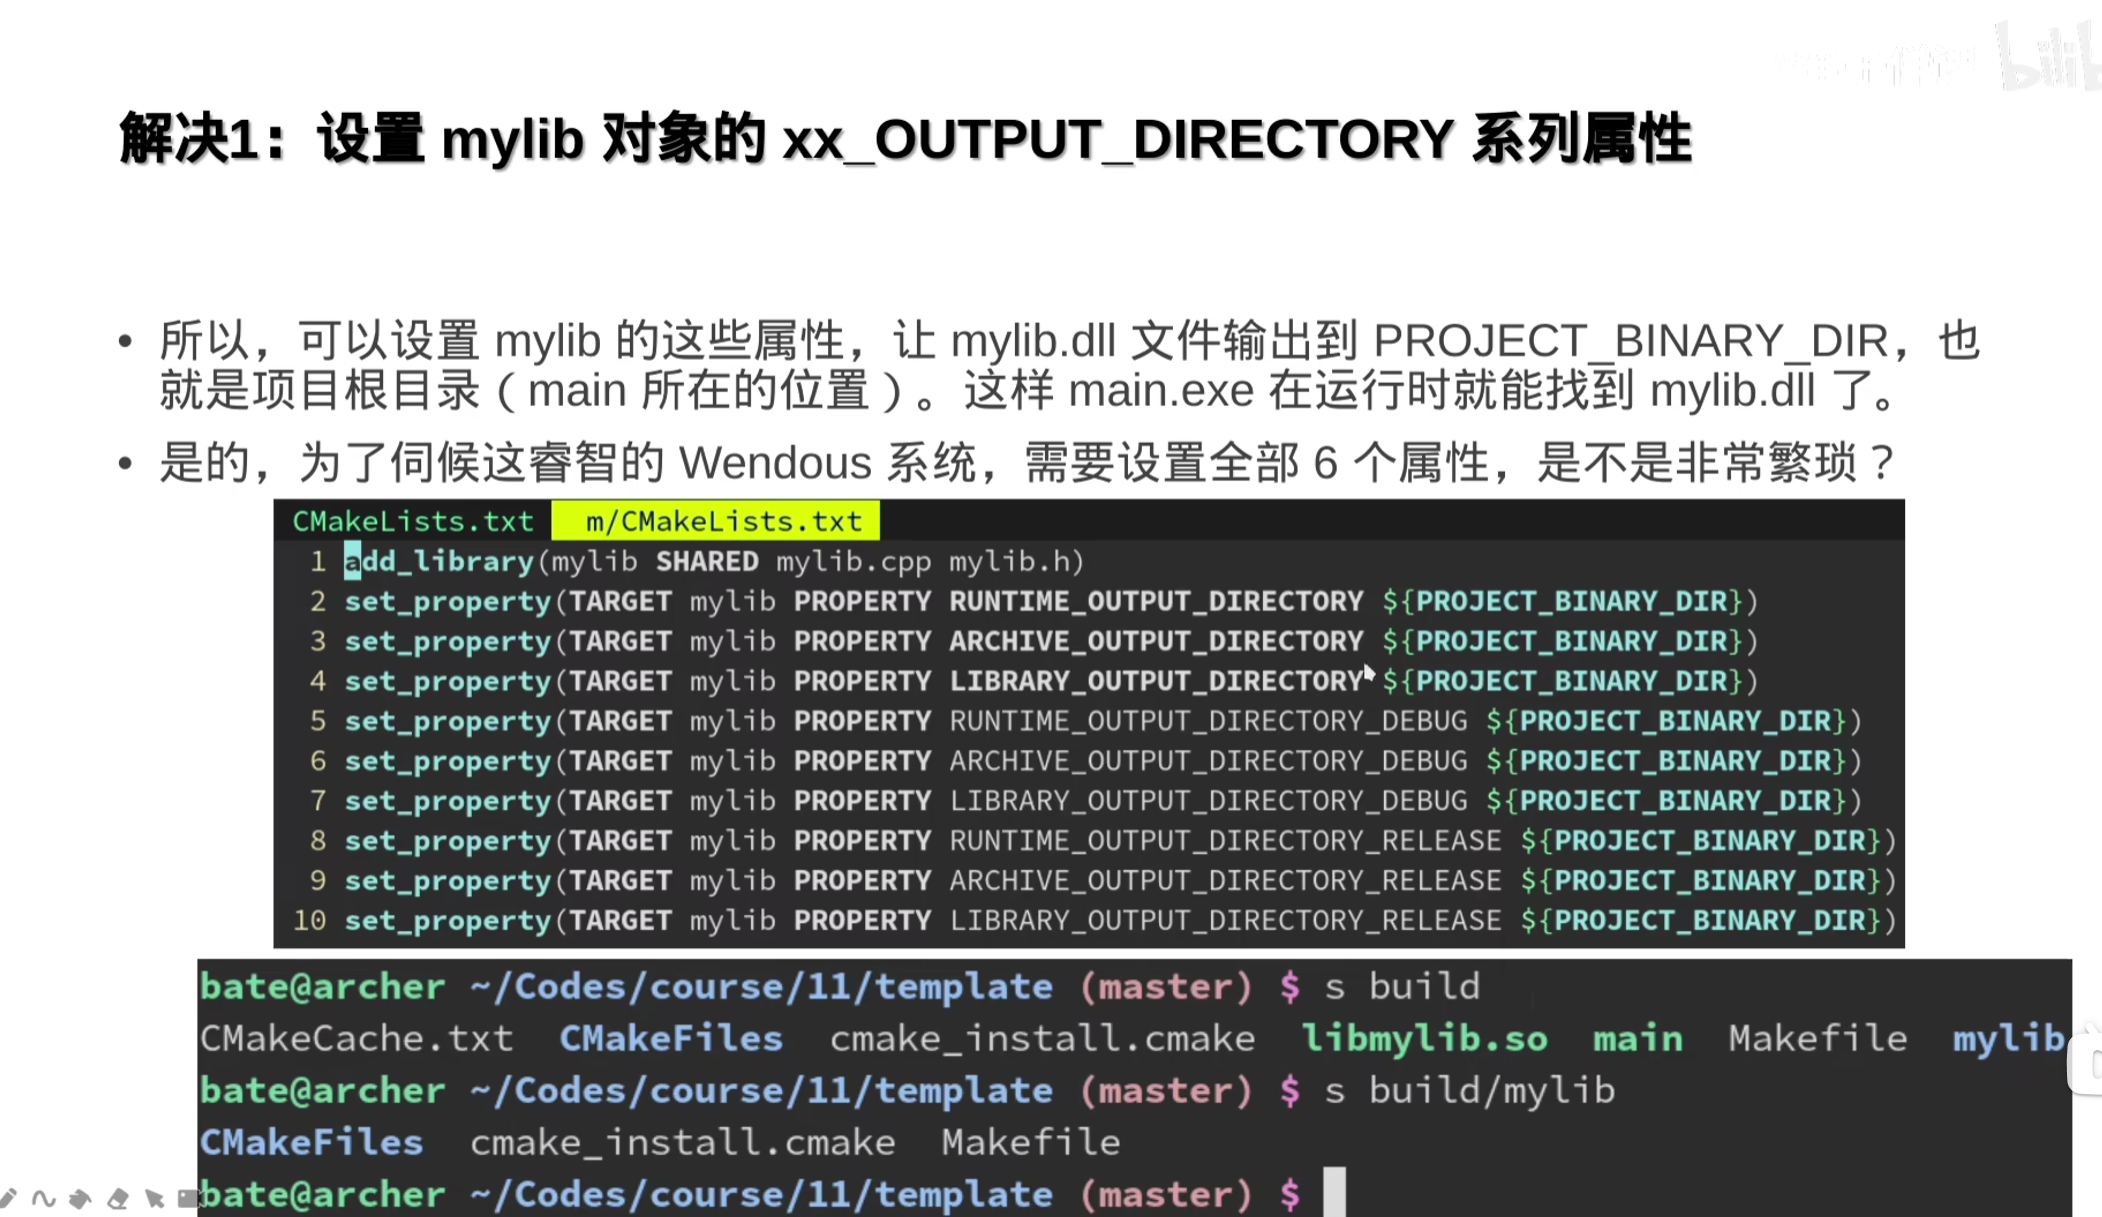 解决1：设置 mylib 对象的 xx_OUTPUT_DIRECTORY 系列属性
• 所以，可以设置 mylib 的这些属性，让 mylib.dll 文件输出到 PROJECT_BINARY_DIR，也
就是项目根目录（main 所在的位置）。这样 main.exe 在运行时就能找到 mylib.dll 了。
• 是的，为了伺候这睿智的 Wendous 系统，需要设置全部 6 个属性，是不是非常繁琐？
CMakeLists.txt m/CMakeLists.txt
1 add_library(mylib SHARED mylib.cpp mylib.h)
2 set_property(TARGET mylib PROPERTY RUNTIME_OUTPUT_DIRECTORY ${PROJECT_BINARY_DIR})
3 set_property(TARGET mylib PROPERTY ARCHIVE_OUTPUT_DIRECTORY ${PROJECT_BINARY_DIR})
4 set_property(TARGET mylib PROPERTY LIBRARY_OUTPUT_DIRECTORY ${PROJECT_BINARY_DIR})
5 set_property(TARGET mylib PROPERTY RUNTIME_OUTPUT_DIRECTORY_DEBUG ${PROJECT_BINARY_DIR})
6 set_property(TARGET mylib PROPERTY ARCHIVE_OUTPUT_DIRECTORY_DEBUG ${PROJECT_BINARY_DIR})
7 set_property(TARGET mylib PROPERTY LIBRARY_OUTPUT_DIRECTORY_DEBUG ${PROJECT_BINARY_DIR})
8 set_property(TARGET mylib PROPERTY RUNTIME_OUTPUT_DIRECTORY_RELEASE ${PROJECT_BINARY_DIR})
9 set_property(TARGET mylib PROPERTY ARCHIVE_OUTPUT_DIRECTORY_RELEASE ${PROJECT_BINARY_DIR})
10 set_property(TARGET mylib PROPERTY LIBRARY_OUTPUT_DIRECTORY_RELEASE ${PROJECT_BINARY_DIR})
bate@archer ~/Codes/course/11/template (master) $ s build
CMakeCache.txt CMakeFiles cmake_install.cmake libmylib.so main Makefile mylib
bate@archer ~/Codes/course/11/template (master) $ s build/mylib
CMakeFiles cmake_install.cmake Makefile
bate@archer ~/Codes/course/11/template (master) $